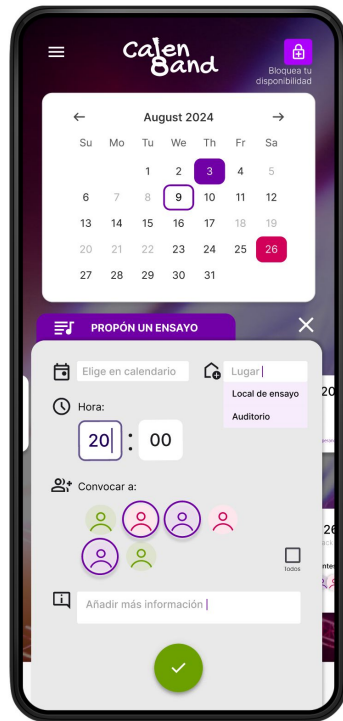 Calen
Band
Bloquea tu
disponibilidad
August 2024
Su Mo Tu We Th Fr Sa
1 2 3 4 5
6 7 8 9 10 11 12
13 14 15 16 17 18 19
20 21 22 23 24 25 26
27 28 29 30 31
PROPÓN UN ENSAYO
Elige en calendario
Lugar
Local de ensayo
Auditorio
20
Hora:
20 : 00
Convocar a:
26
todos
Añadir más información